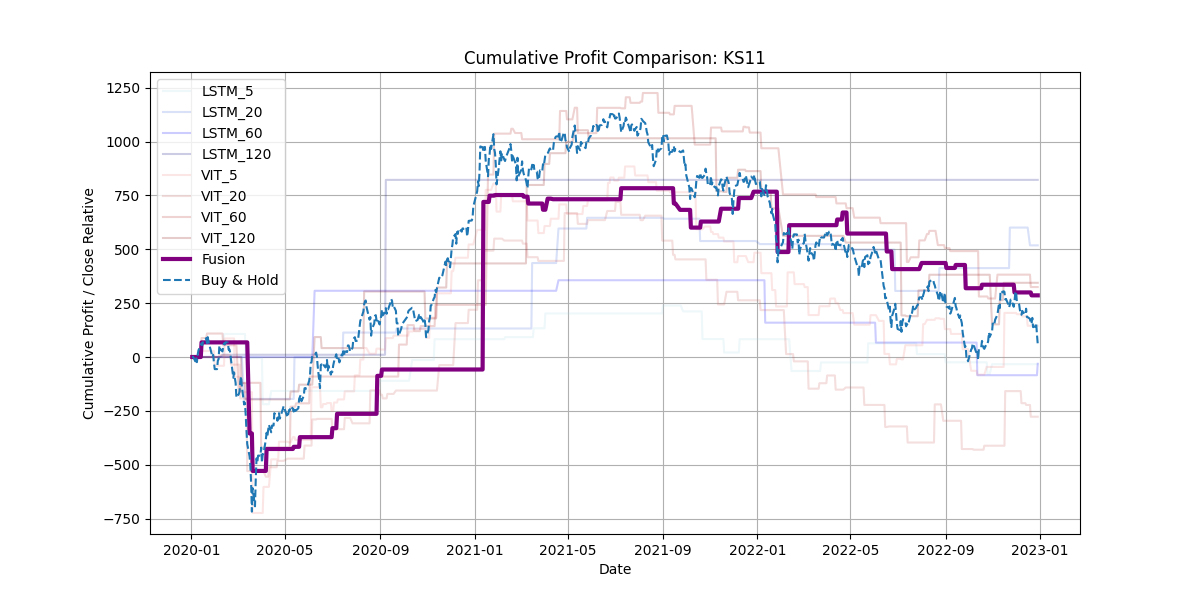 Cumulative Profit Comparison: KS11
Cumulative Profit / Close Relative
1250
1000
750
500
250
0
−250
−500
−750
LSTM_5
LSTM_20
LSTM_60
LSTM_120
VIT_5
VIT_20
VIT_60
VIT_120
Fusion
Buy & Hold
2020-01 2020-05 2020-09 2021-01 2021-05 2021-09 2022-01 2022-05 2022-09 2023-01
Date